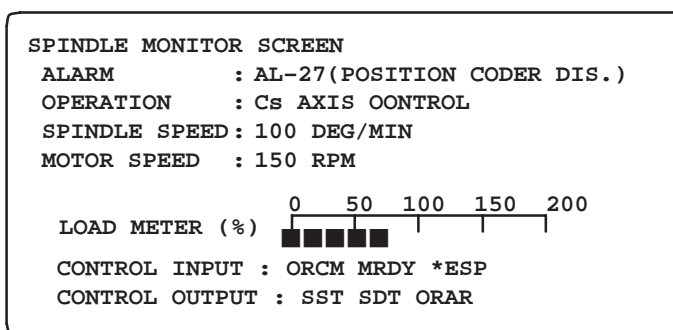 SPINDLE MONITOR SCREEN
ALARM : AL-27(POSITION CODER DIS.)
OPERATION : Cs AXIS OONTROL
SPINDLE SPEED: 100 DEG/MIN
MOTOR SPEED : 150 RPM
0 50 100 150 200
LOAD METER (%)
CONTROL INPUT : ORCM MRDY *ESP
CONTROL OUTPUT : SST SDT ORAR